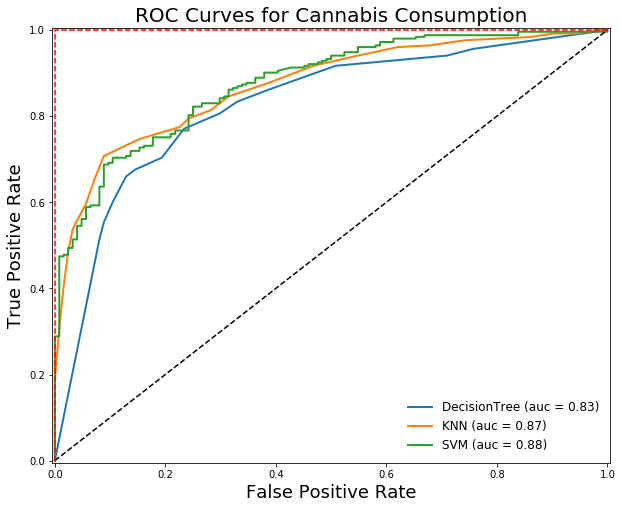 ROC Curves for Cannabis Consumption
True Positive Rate
1.0
0.8
0.6
0.4
0.2
0.0
DecisionTree (auc = 0.83)
KNN (auc = 0.87)
SVM (auc = 0.88)
0.0 0.2 0.4 0.6 0.8 1.0
False Positive Rate